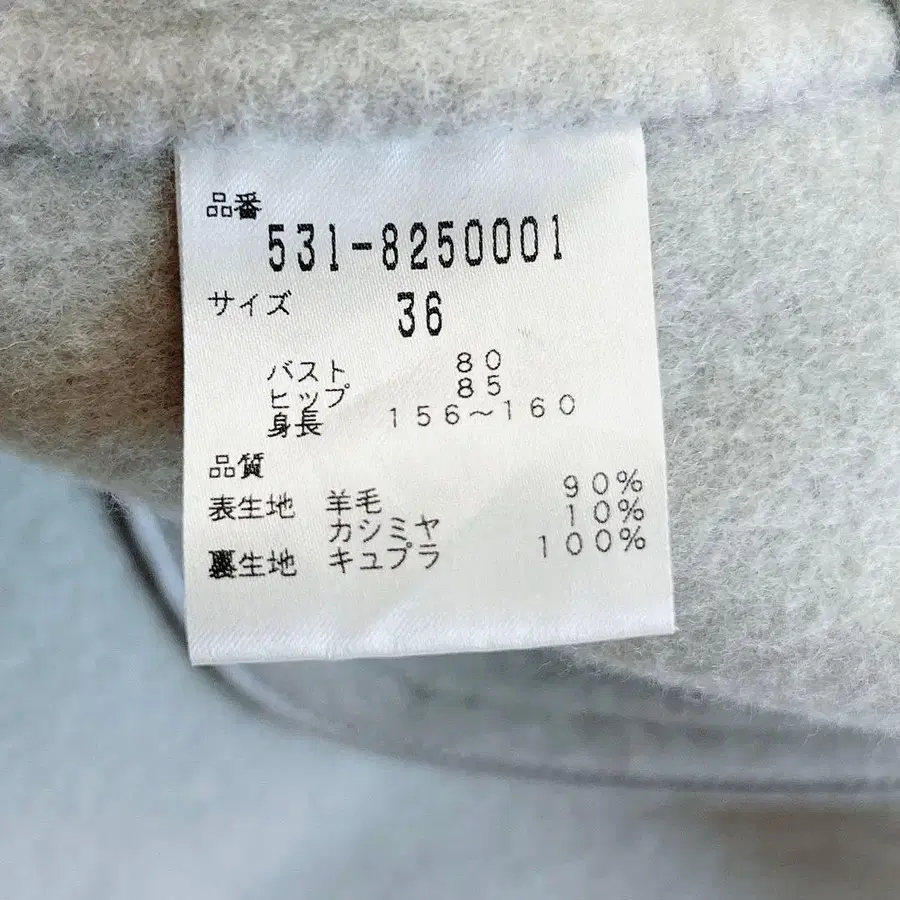 品番
531-8250001
サイズ 36
バスト 80
ヒップ 85
身長 156～160
品質
表生地 羊毛 90%
カシミヤ 10%
裏生地 キュプラ 100%